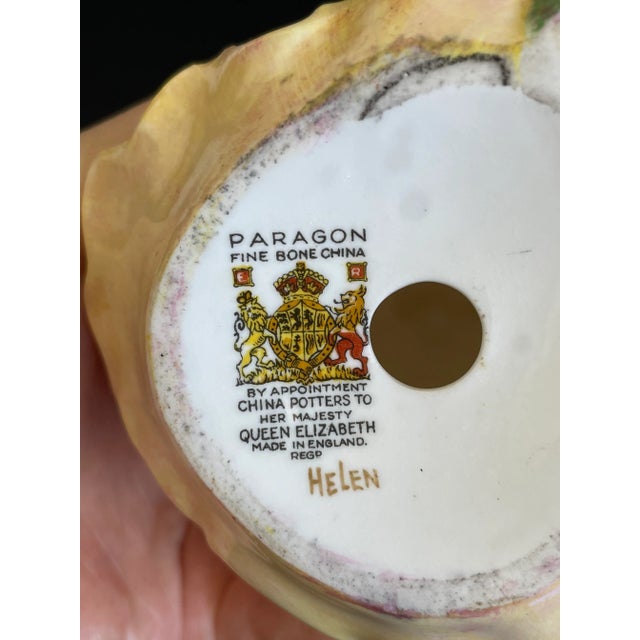 PARAGON
FINE BONE CHINA
E R
BY APPOINTMENT
CHINA POTTERS TO
HER MAJESTY
QUEEN ELIZABETH
MADE IN ENGLAND.
REGD
HELEN